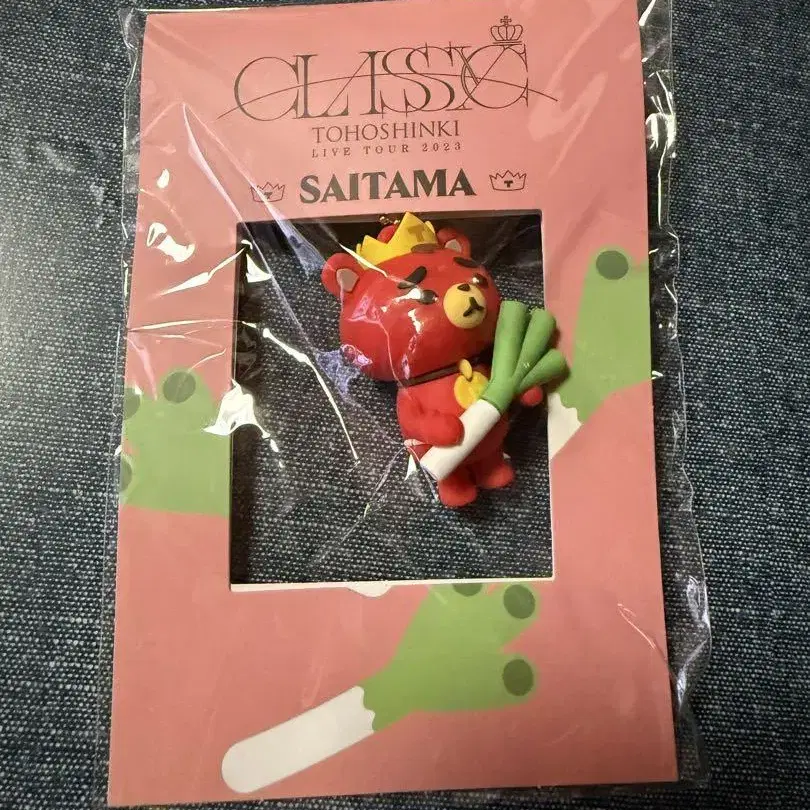 CLASSYC
TOHOSHINKI
LIVE TOUR 2023
T SAITAMA T